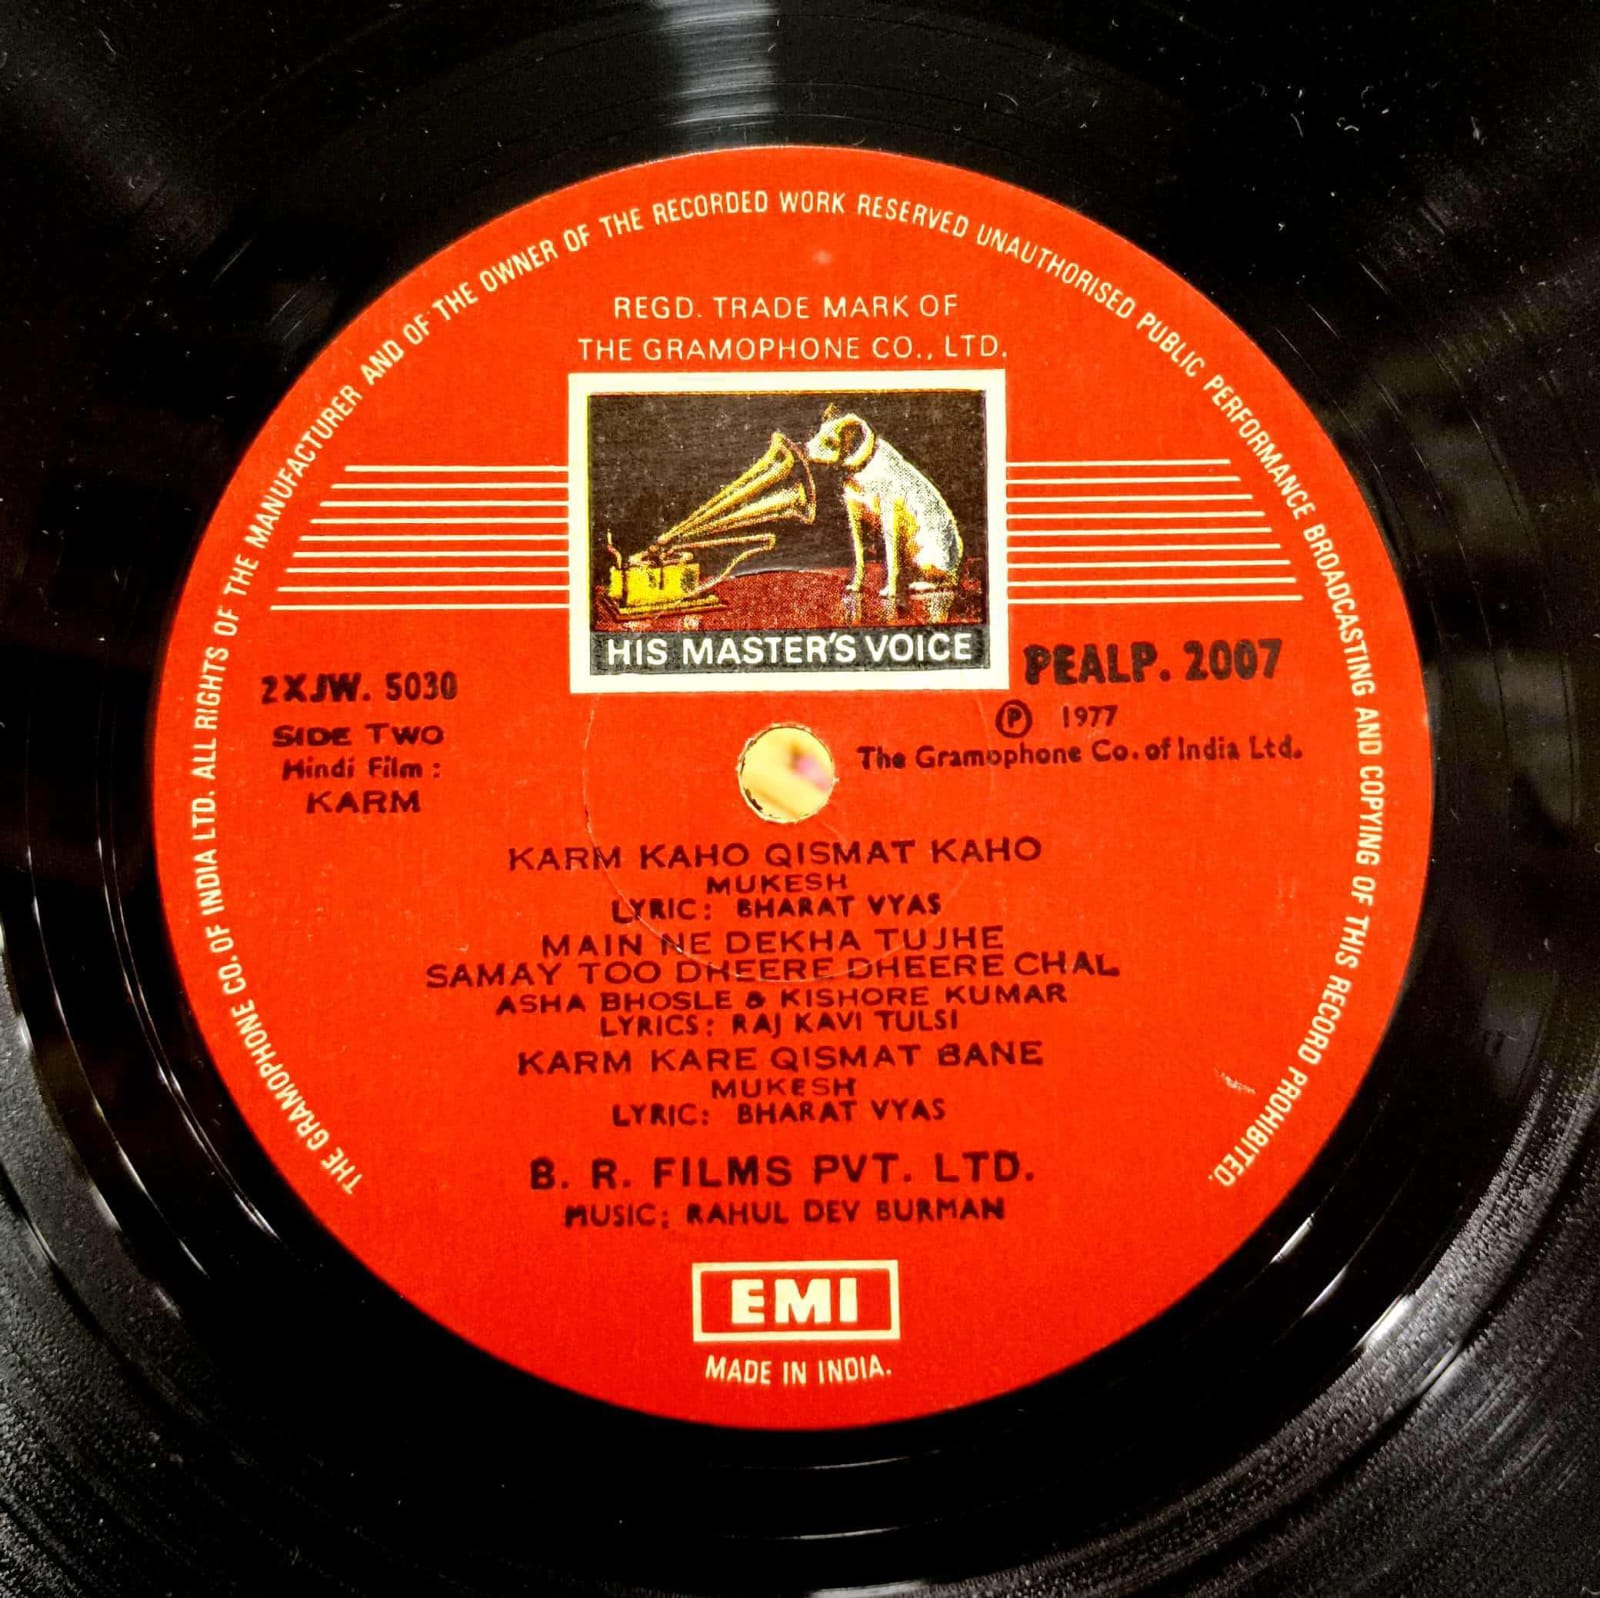 THE GRAMOPHONE CO. OF INDIA LTD. ALL RIGHTS OF THE MANUFACTURER AND OF THE OWNER OF THE RECORDED WORK RESERVED UNAUTHORISED PUBLIC PERFORMANCE BROADCASTING AND COPYING OF THIS RECORD PROHIBITED.
REGD. TRADE MARK OF
THE GRAMOPHONE CO., LTD.
HIS MASTER'S VOICE
2XJW. 5030
SIDE TWO
Hindi Film :
KARM
PEALP. 2007
℗ 1977
The Gramophone Co. of India Ltd.
KARM KAHO QISMAT KAHO
MUKESH
LYRIC: BHARAT VYAS
MAIN NE DEKHA TUJHE
SAMAY TOO DHEERE DHEERE CHAL
ASHA BHOSLE & KISHORE KUMAR
LYRICS: RAJ KAVI TULSI
KARM KARE QISMAT BANE
MUKESH
LYRIC: BHARAT VYAS
B. R. FILMS PVT. LTD.
MUSIC: RAHUL DEV BURMAN
EMI
MADE IN INDIA.